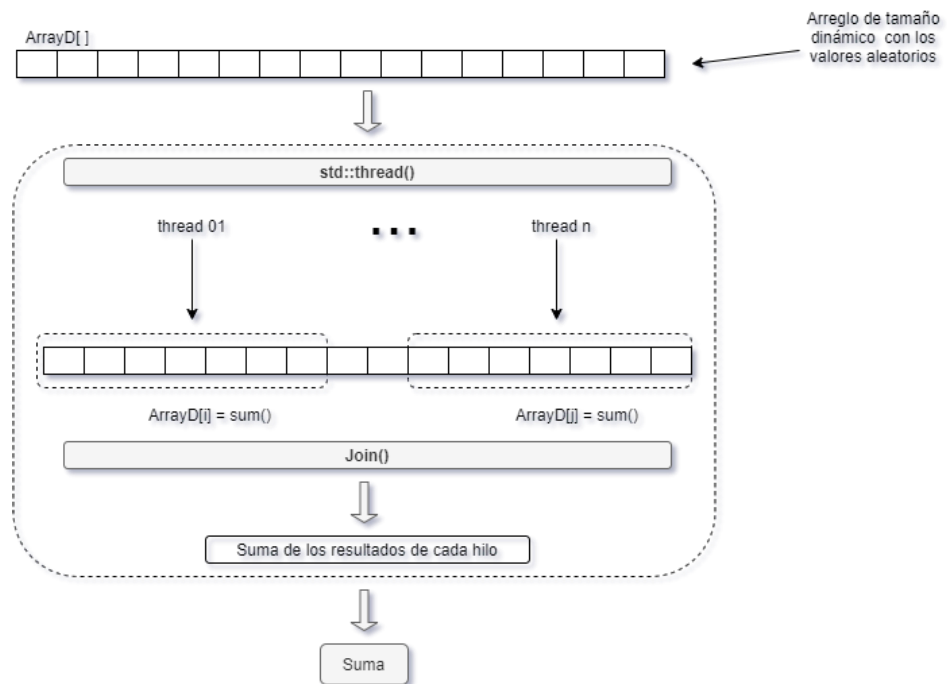 ArrayD[ ]
Arreglo de tamaño
dinámico con los
valores aleatorios
std::thread()
thread 01
...
thread n
ArrayD[i] = sum()
ArrayD[j] = sum()
Join()
Suma de los resultados de cada hilo
Suma